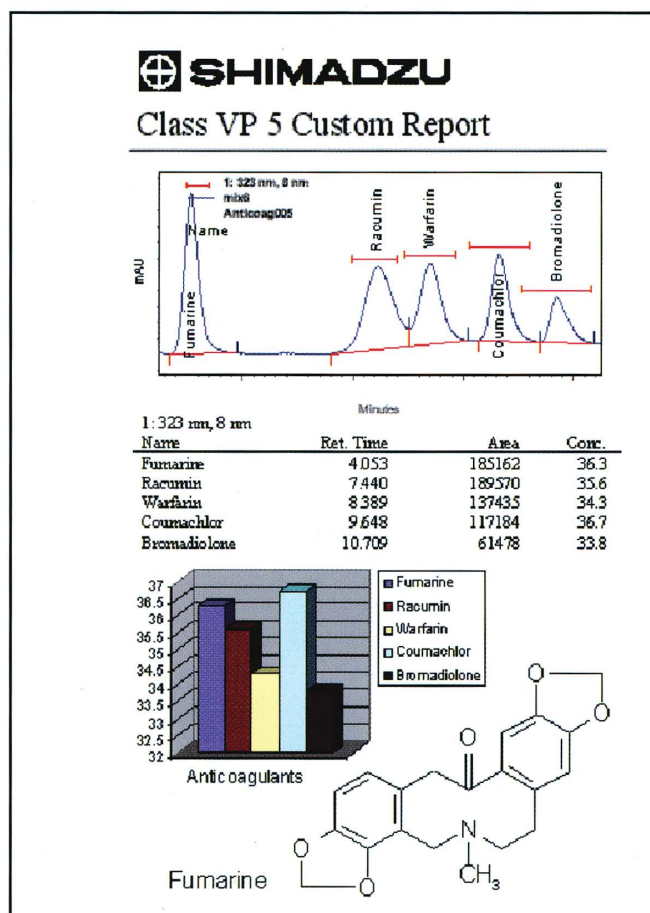 SHIMADZU
Class VP 5 Custom Report
1: 323 nm, 8 nm
mix6
Anticoag005
Name
Fumarine
Racumin
Warfarin
Coumachlor
Bromadiolone
mAU
Minutes
1: 323 nm, 8 nm
Name Ret. Time Area Conc.
Fumarine 4.053 185162 36.3
Racumin 7.440 189570 35.6
Warfarin 8.389 137435 34.3
Coumachlor 9.648 117184 36.7
Bromadiolone 10.709 61478 33.8
37
36.5
36
35.5
35
34.5
34
33.5
33
32.5
32
Anticoagulants
Fumarine
Racumin
Warfarin
Coumachlor
Bromadiolone
O
O
O
N
CH3
O
O
Fumarine